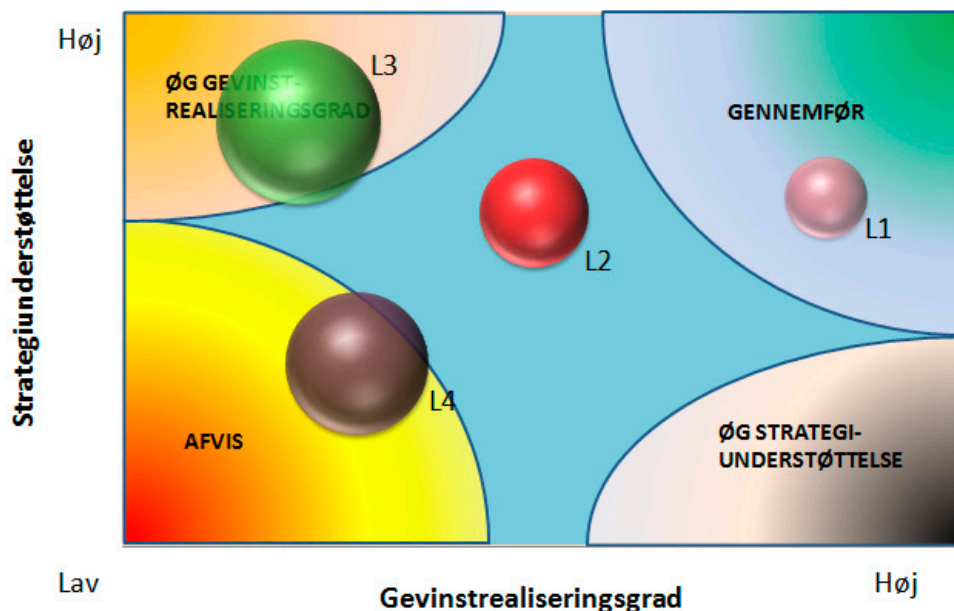 Høj
L3
ØG GEVINST-
REALISERINGSGRAD
GENNEMFØR
L1
L2
Strategiunderstøttelse
L4
AFVIS
ØG STRATEGI-
UNDERSTØTTELSE
Lav
Høj
Gevinstrealiseringsgrad